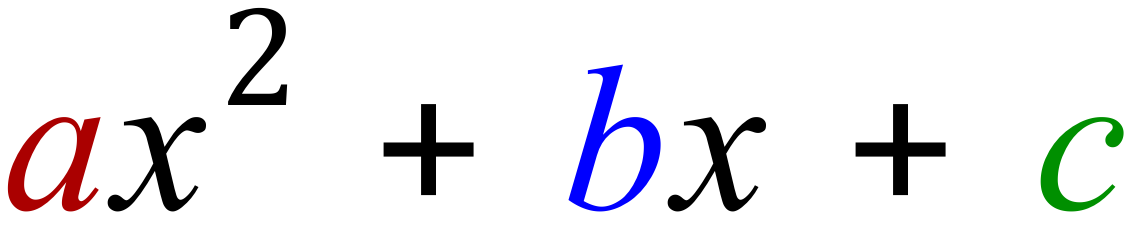 ax² + bx + c